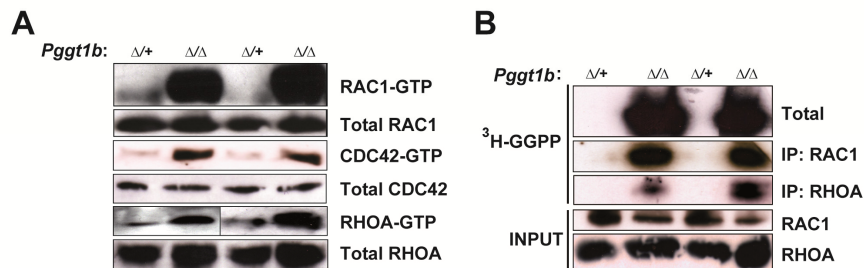 A
Pggt1b: Δ/+ Δ/Δ Δ/+ Δ/Δ
RAC1-GTP
Total RAC1
CDC42-GTP
Total CDC42
RHOA-GTP
Total RHOA
B
Pggt1b: Δ/+ Δ/Δ Δ/+ Δ/Δ
³H-GGPP
Total
IP: RAC1
IP: RHOA
INPUT
RAC1
RHOA